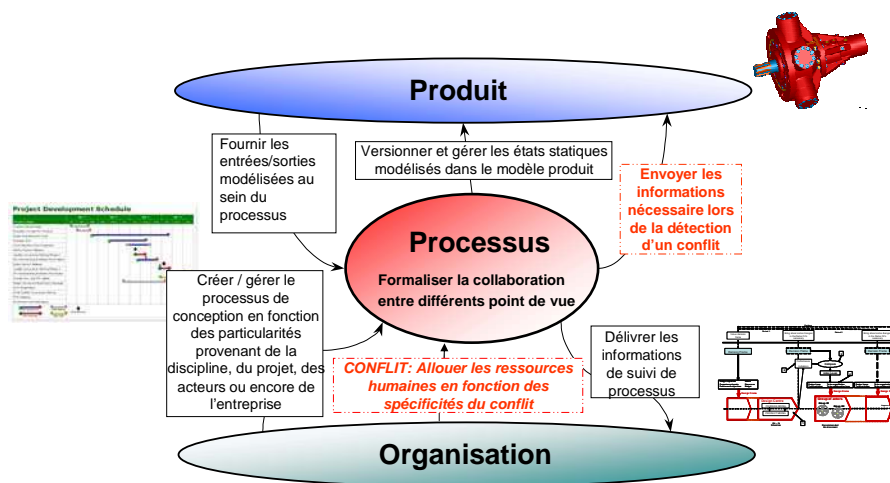 Produit
Fournir les
entrées/sorties
modélisées au
sein du
processus
Versionner et gérer les états statiques
modélisés dans le modèle produit
Envoyer les
informations
nécessaire lors
de la détection
d'un conflit
Project Development Schedule
Processus
Formaliser la collaboration
entre différents point de vue
Créer / gérer le
processus de
conception en fonction
des particularités
provenant de la
discipline, du projet, des
acteurs ou encore de
l'entreprise
CONFLIT: Allouer les ressources
humaines en fonction des
spécificités du conflit
Délivrer les
informations
de suivi de
processus
Organisation